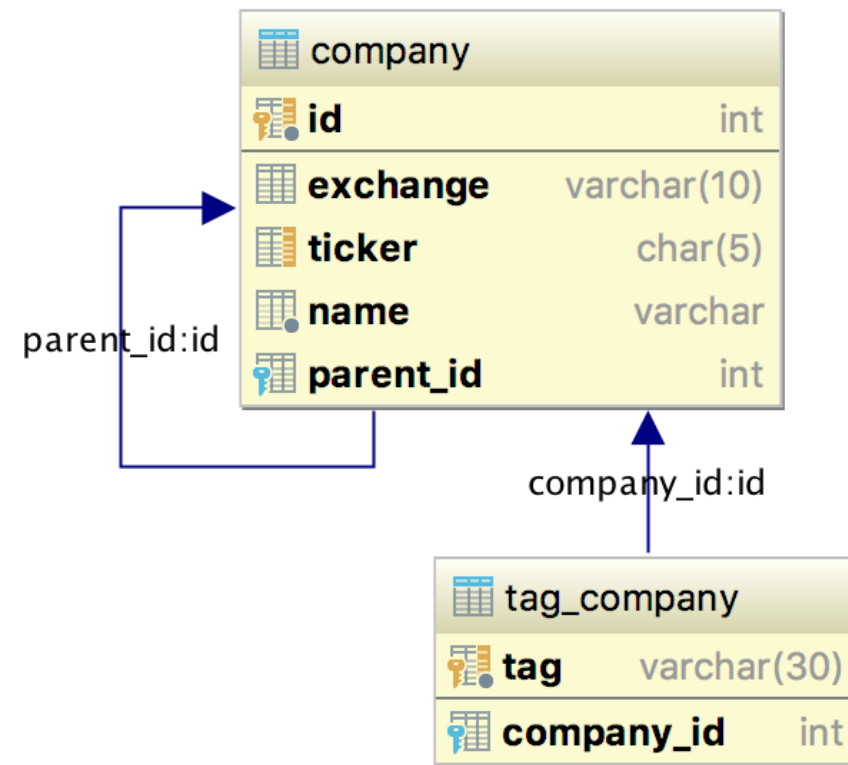 company
id int
exchange varchar(10)
ticker char(5)
name varchar
parent_id int
parent_id:id
company_id:id
tag_company
tag varchar(30)
company_id int